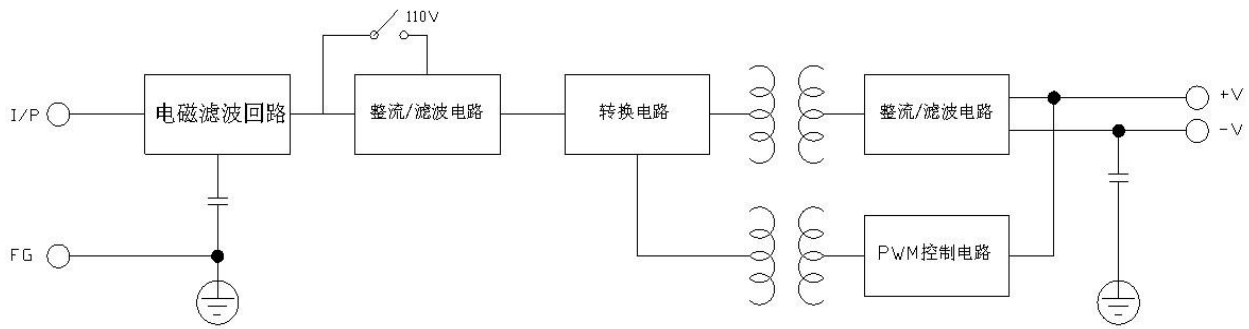 110V
I/P
电磁滤波回路
整流/滤波电路
转换电路
整流/滤波电路
+V
-V
FG
PWM控制电路